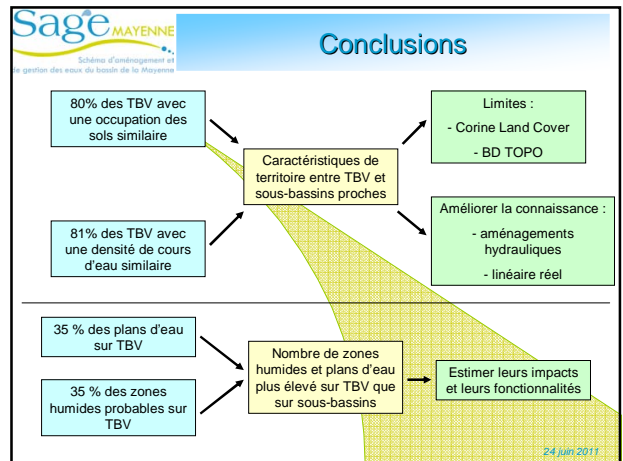 Sage MAYENNE
Schéma d'aménagement et
de gestion des eaux du bassin de la Mayenne
Conclusions
80% des TBV avec
une occupation des
sols similaire
81% des TBV avec
une densité de cours
d'eau similaire
Caractéristiques de
territoire entre TBV et
sous-bassins proches
Limites :
- Corine Land Cover
- BD TOPO
Améliorer la connaissance :
- aménagements
hydrauliques
- linéaire réel
35 % des plans d'eau
sur TBV
35 % des zones
humides probables sur
TBV
Nombre de zones
humides et plans d'eau
plus élevé sur TBV que
sur sous-bassins
Estimer leurs impacts
et leurs fonctionnalités
24 juin 2011